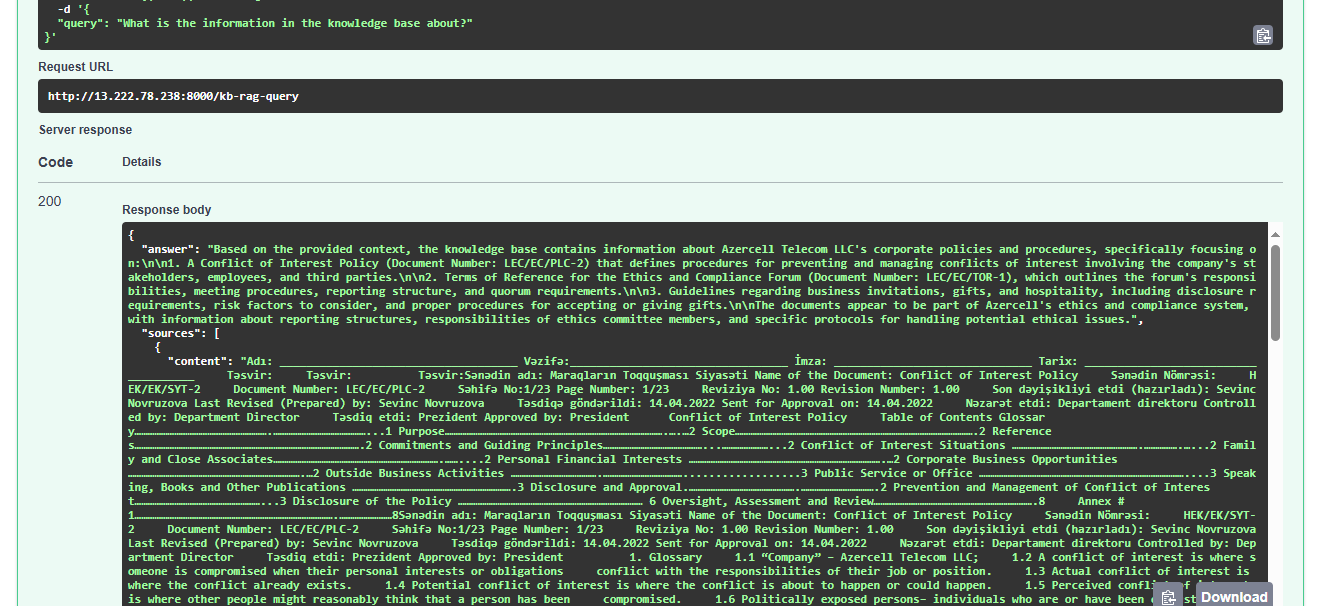 -d '{
"query": "What is the information in the knowledge base about?"
}'
Request URL
http://13.222.78.238:8000/kb-rag-query
Server response
Code Details
200
Response body
{
"answer": "Based on the provided context, the knowledge base contains information about Azercell Telecom LLC's corporate policies and procedures, specifically focusing o
n:\n\n1. A Conflict of Interest Policy (Document Number: LEC/EC/PLC-2) that defines procedures for preventing and managing conflicts of interest involving the company's st
akeholders, employees, and third parties.\n\n2. Terms of Reference for the Ethics and Compliance Forum (Document Number: LEC/EC/TOR-1), which outlines the forum's responsi
bilities, meeting procedures, reporting structure, and quorum requirements.\n\n3. Guidelines regarding business invitations, gifts, and hospitality, including disclosure r
equirements, risk factors to consider, and proper procedures for accepting or giving gifts.\n\nThe documents appear to be part of Azercell's ethics and compliance system,
with information about reporting structures, responsibilities of ethics committee members, and specific protocols for handling potential ethical issues.",
"sources": [
{
"content": "Adı: ____________________ Vəzifə:____________________ İmza: ____________________ Tarix: ____________________
__________ Təsvir: Təsvir: Təsvir:Sənədin adı: Maraqların Toqquşması Siyasəti Name of the Document: Conflict of Interest Policy Sənədin Nömrəsi: H
EK/EK/SYT-2 Document Number: LEC/EC/PLC-2 Səhifə No:1/23 Page Number: 1/23 Reviziya No: 1.00 Revision Number: 1.00 Son dəyişikliyi etdi (hazırladı): Sevinc
Novruzova Last Revised (Prepared) by: Sevinc Novruzova Təsdiqə göndərildi: 14.04.2022 Sent for Approval on: 14.04.2022 Nəzarət etdi: Departament direktoru Controll
ed by: Department Director Təsdiq etdi: Prezident Approved by: President Conflict of Interest Policy Table of Contents Glossar
y……………………………………………...1 Purpose……………………………………………...2 Scope……………………………………………2 Reference
s……………………………………………2 Commitments and Guiding Principles…………………………………...2 Conflict of Interest Situations ……………………………………...2 Famil
y and Close Associates……………………………………...2 Personal Financial Interests ……………………………………..2 Corporate Business Opportunities
……………………………………2 Outside Business Activities ……………………………………...3 Public Service or Office ……………………………………...3 Speak
ing, Books and Other Publications ……………………………….3 Disclosure and Approval……………………………………..2 Prevention and Management of Conflict of Interes
t……………………………...3 Disclosure of the Policy ……………………………………… 6 Oversight, Assessment and Review……………………………………..8 Annex #
1……………………………………………8Sənədin adı: Maraqların Toqquşması Siyasəti Name of the Document: Conflict of Interest Policy Sənədin Nömrəsi: HEK/EK/SYT-
2 Document Number: LEC/EC/PLC-2 Səhifə No:1/23 Page Number: 1/23 Reviziya No: 1.00 Revision Number: 1.00 Son dəyişikliyi etdi (hazırladı): Sevinc Novruzova
Last Revised (Prepared) by: Sevinc Novruzova Təsdiqə göndərildi: 14.04.2022 Sent for Approval on: 14.04.2022 Nəzarət etdi: Departament direktoru Controlled by: Dep
artment Director Təsdiq etdi: Prezident Approved by: President 1. Glossary 1.1 “Company” – Azercell Telecom LLC; 1.2 A conflict of interest is where s
omeone is compromised when their personal interests or obligations conflict with the responsibilities of their job or position. 1.3 Actual conflict of interest is
where the conflict already exists. 1.4 Potential conflict of interest is where the conflict is about to happen or could happen. 1.5 Perceived
is where other people might reasonably think that a person has been compromised. 1.6 Politically exposed persons– individuals who are or have been
Download